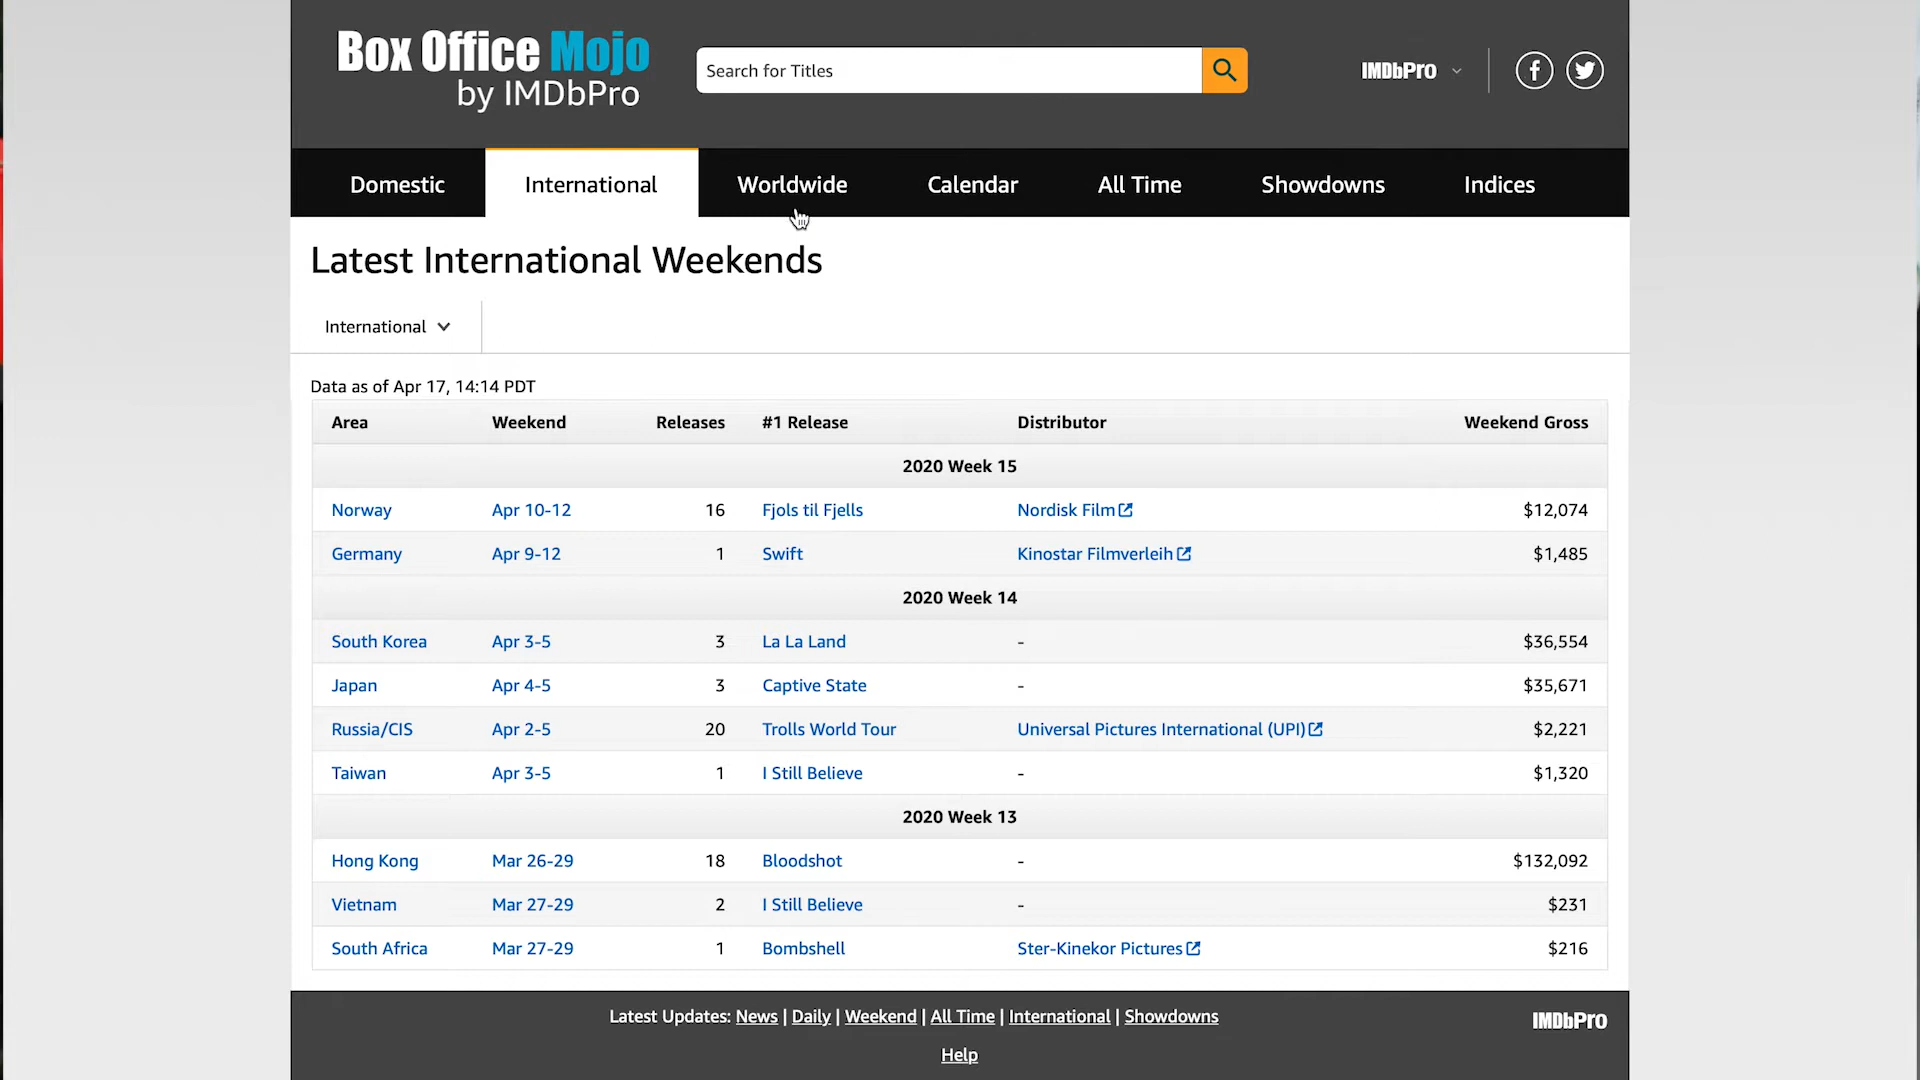 Box Office Mojo
by IMDbPro
Search for Titles
IMDbPro
Domestic International Worldwide Calendar All Time Showdowns Indices
Latest International Weekends
International
Data as of Apr 17, 14:14 PDT
Area Weekend Releases #1 Release Distributor Weekend Gross
2020 Week 15
Norway Apr 10-12 16 Fjols til Fjells Nordisk Film $12,074
Germany Apr 9-12 1 Swift Kinostar Filmverleih $1,485
2020 Week 14
South Korea Apr 3-5 3 La La Land - $36,554
Japan Apr 4-5 3 Captive State - $35,671
Russia/CIS Apr 2-5 20 Trolls World Tour Universal Pictures International (UPI) $2,221
Taiwan Apr 3-5 1 I Still Believe - $1,320
2020 Week 13
Hong Kong Mar 26-29 18 Bloodshot - $132,092
Vietnam Mar 27-29 2 I Still Believe - $231
South Africa Mar 27-29 1 Bombshell Ster-Kinekor Pictures $216
Latest Updates: News | Daily | Weekend | All Time | International | Showdowns
IMDbPro
Help